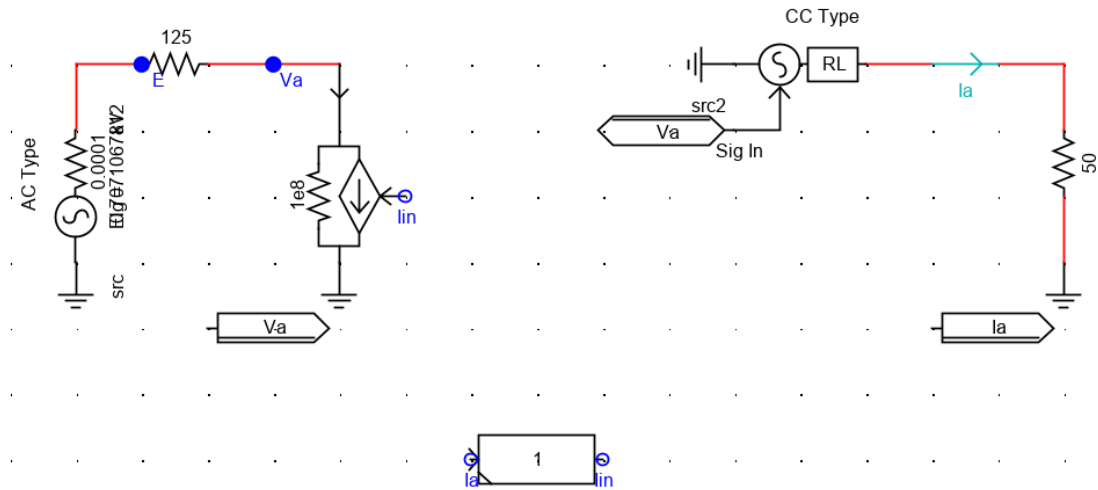 CC Type
125
E
Va
RL
Ia
src2
Va
Sig In
AC Type
0.0001
src
1e8
Iin
50
Va
Ia
1
Ia
Iin